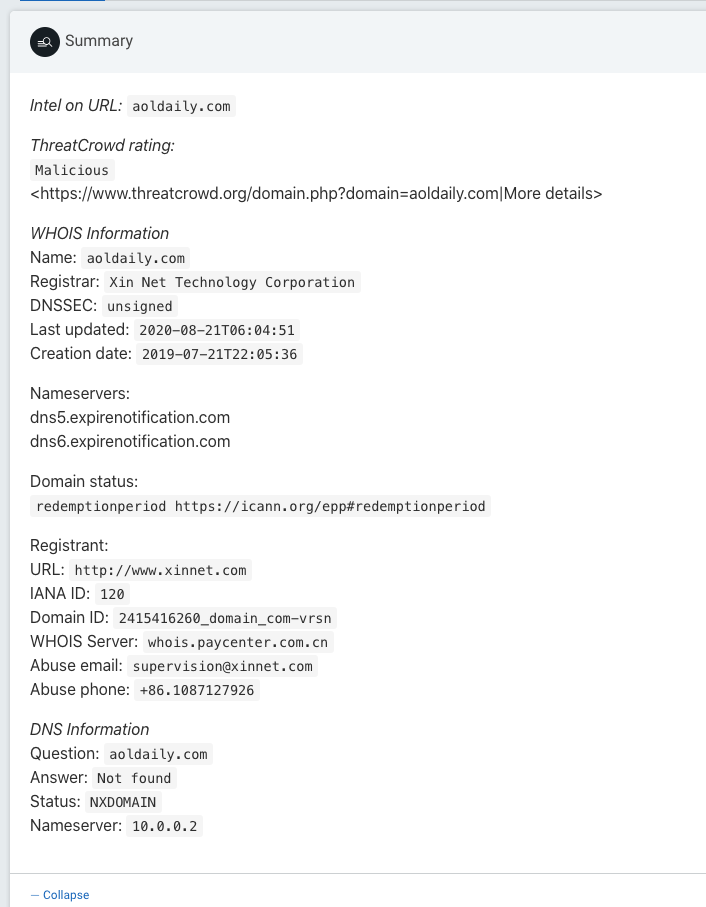 Summary
Intel on URL: aoldaily.com
ThreatCrowd rating:
Malicious
<https://www.threatcrowd.org/domain.php?domain=aoldaily.com|More details>
WHOIS Information
Name: aoldaily.com
Registrar: Xin Net Technology Corporation
DNSSEC: unsigned
Last updated: 2020-08-21T06:04:51
Creation date: 2019-07-21T22:05:36
Nameservers:
dns5.expirenotification.com
dns6.expirenotification.com
Domain status:
redemptionperiod https://icann.org/epp#redemptionperiod
Registrant:
URL: http://www.xinnet.com
IANA ID: 120
Domain ID: 2415416260_domain_com-vrsn
WHOIS Server: whois.paycenter.com.cn
Abuse email: supervision@xinnet.com
Abuse phone: +86.1087127926
DNS Information
Question: aoldaily.com
Answer: Not found
Status: NXDOMAIN
Nameserver: 10.0.0.2
— Collapse